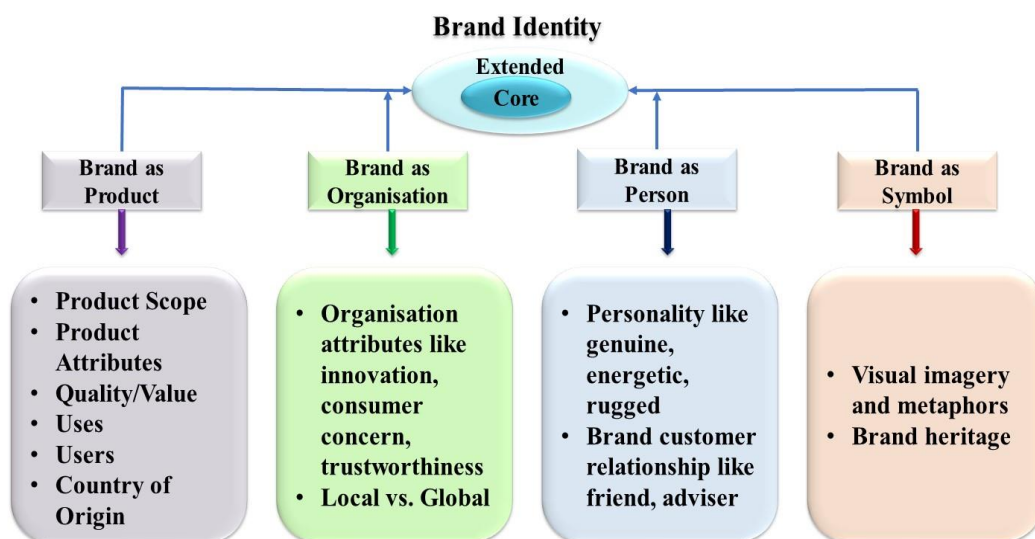 Brand Identity
Extended
Core
Brand as
Product
Brand as
Organisation
Brand as
Person
Brand as
Symbol
• Product Scope
• Product
Attributes
• Quality/Value
• Uses
• Users
• Country of
Origin
• Organisation
attributes like
innovation,
consumer
concern,
trustworthiness
• Local vs. Global
• Personality like
genuine,
energetic,
rugged
• Brand customer
relationship like
friend, adviser
• Visual imagery
and metaphors
• Brand heritage